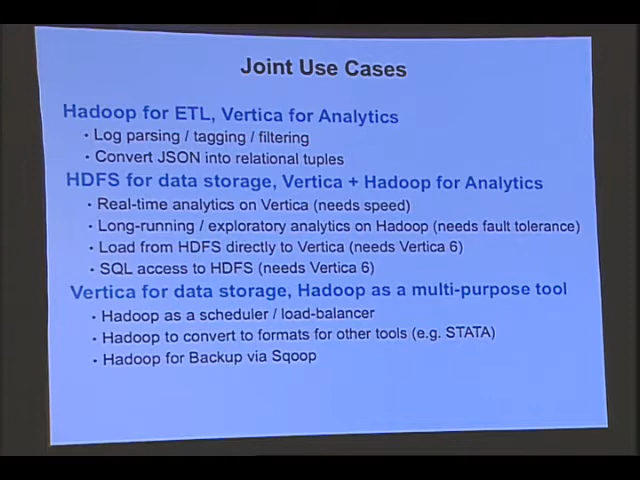 Joint Use Cases
Hadoop for ETL, Vertica for Analytics
• Log parsing / tagging / filtering
• Convert JSON into relational tuples
HDFS for data storage, Vertica + Hadoop for Analytics
• Real-time analytics on Vertica (needs speed)
• Long-running / exploratory analytics on Hadoop (needs fault tolerance)
• Load from HDFS directly to Vertica (needs Vertica 6)
• SQL access to HDFS (needs Vertica 6)
Vertica for data storage, Hadoop as a multi-purpose tool
• Hadoop as a scheduler / load-balancer
• Hadoop to convert to formats for other tools (e.g. STATA)
• Hadoop for Backup via Sqoop